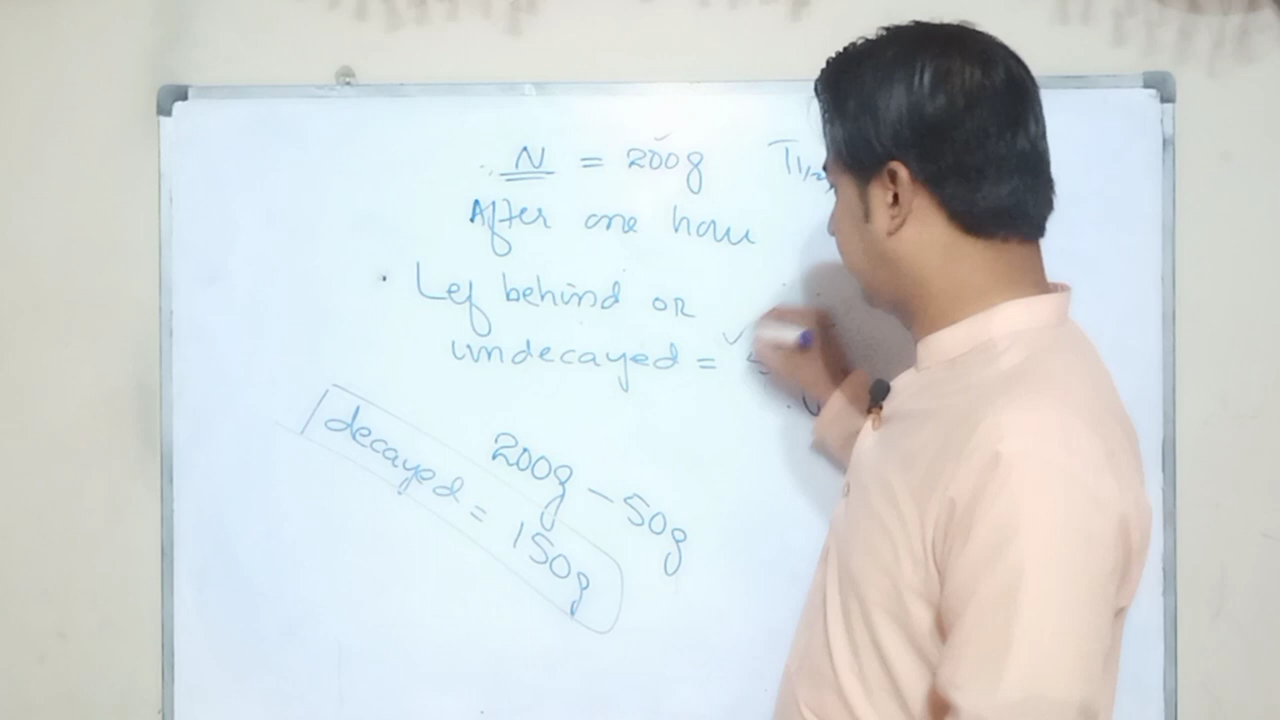 N = 200g T1/2
After one hour
Lef behind or
undecayed =
200g - 50g
decayed = 150g